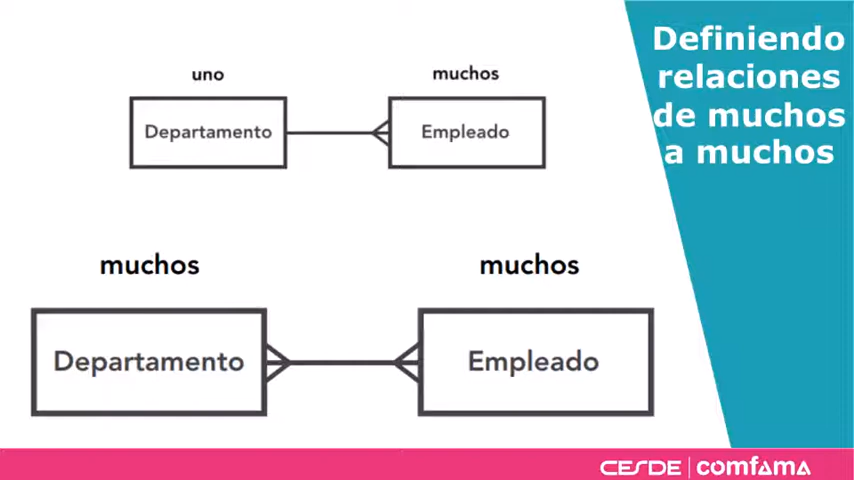 Definiendo
relaciones
de muchos
a muchos
uno
muchos
Departamento
Empleado
muchos
muchos
Departamento
Empleado
CESDE | comfama